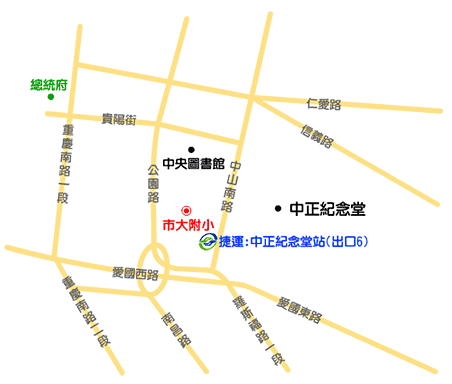 總統府
仁愛路
貴陽街
信義路
重慶南路一段
中央圖書館
公園路
中山南路
中正紀念堂
市大附小
捷運:中正紀念堂站(出口6)
愛國西路
重慶南路二段
南昌路
羅斯福路一段
愛國東路